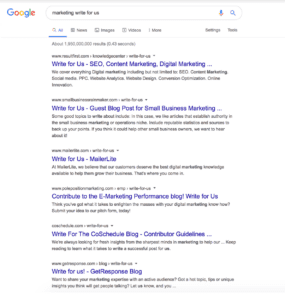 Google
marketing write for us
All
News
Images
Videos
More
Settings
Tools
About 1,850,000,000 results (0.43 seconds)
knowledgecenter › write-for-us
Write for Us - SEO, Content Marketing, Digital Marketing ...
We cover everything Digital marketing including but not limited to: SEO. Content Marketing.
Social media. PPC. Website Analytics. Website Design. Conversion Optimization. Online
Innovation.
www.smallbusinessbonfire.com › write-for-us
Write for Us - Guest Blog Post for Small Business Marketing ...
Some good topics to write about include. In this case, we like articles that establish authority in
the small business marketing or operations niche. Include reputable statistics and sources to
back up your points. If you think it could help other small business owners, we want to hear
about it!
www.mailerlite.com › write-for-us
Write for Us - MailerLite
At MailerLite, we believe that our customers deserve the best digital marketing knowledge
available to help them grow their business. That's where you come in.
www.polepositionmarketing.com › emp › write-for-us
Contribute to the E-Marketing Performance blog! Write for Us
Think you've got what it takes to enlighten the masses with your digital marketing know how?
Submit your idea to our pitch form, today!
coschedule.com › write-for-us
Write For The CoSchedule Blog - Contributor Guidelines ...
We're always looking for fresh insights from the sharpest minds in marketing to help our ... Keep
reading to learn what it takes to write a successful post for us.
www.getresponse.com › blog › write-for-us
Write for us! - GetResponse Blog
Want to share your marketing expertise with an active audience? Got a hot topic, tips or unique
insights you think will get people talking? Let us know, and you ...